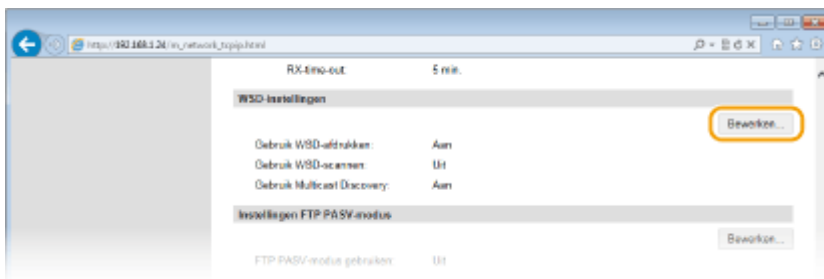 http://192.168.1.24/m_network_tcpip.html
RX-time-out: 5 min.
WSD-instellingen
Bewerken...
Gebruik WSD-afdrukken: Aan
Gebruik WSD-scannen: Uit
Gebruik Multicast Discovery: Aan
Instellingen FTP PASV-modus
Bewerken...
FTP PASV-modus gebruiken: Uit